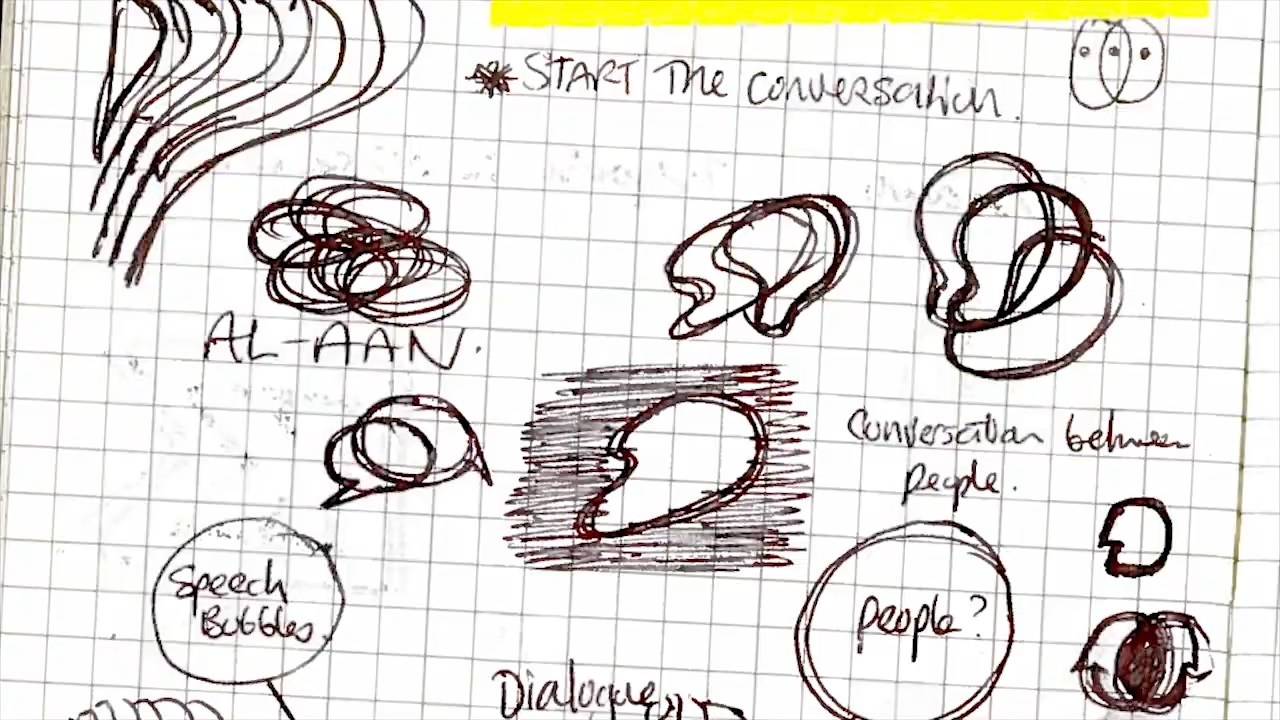 START The conversation.
AL-AAN.
Conversation between
people.
Speech
Bubbles,
people?
Dialogue